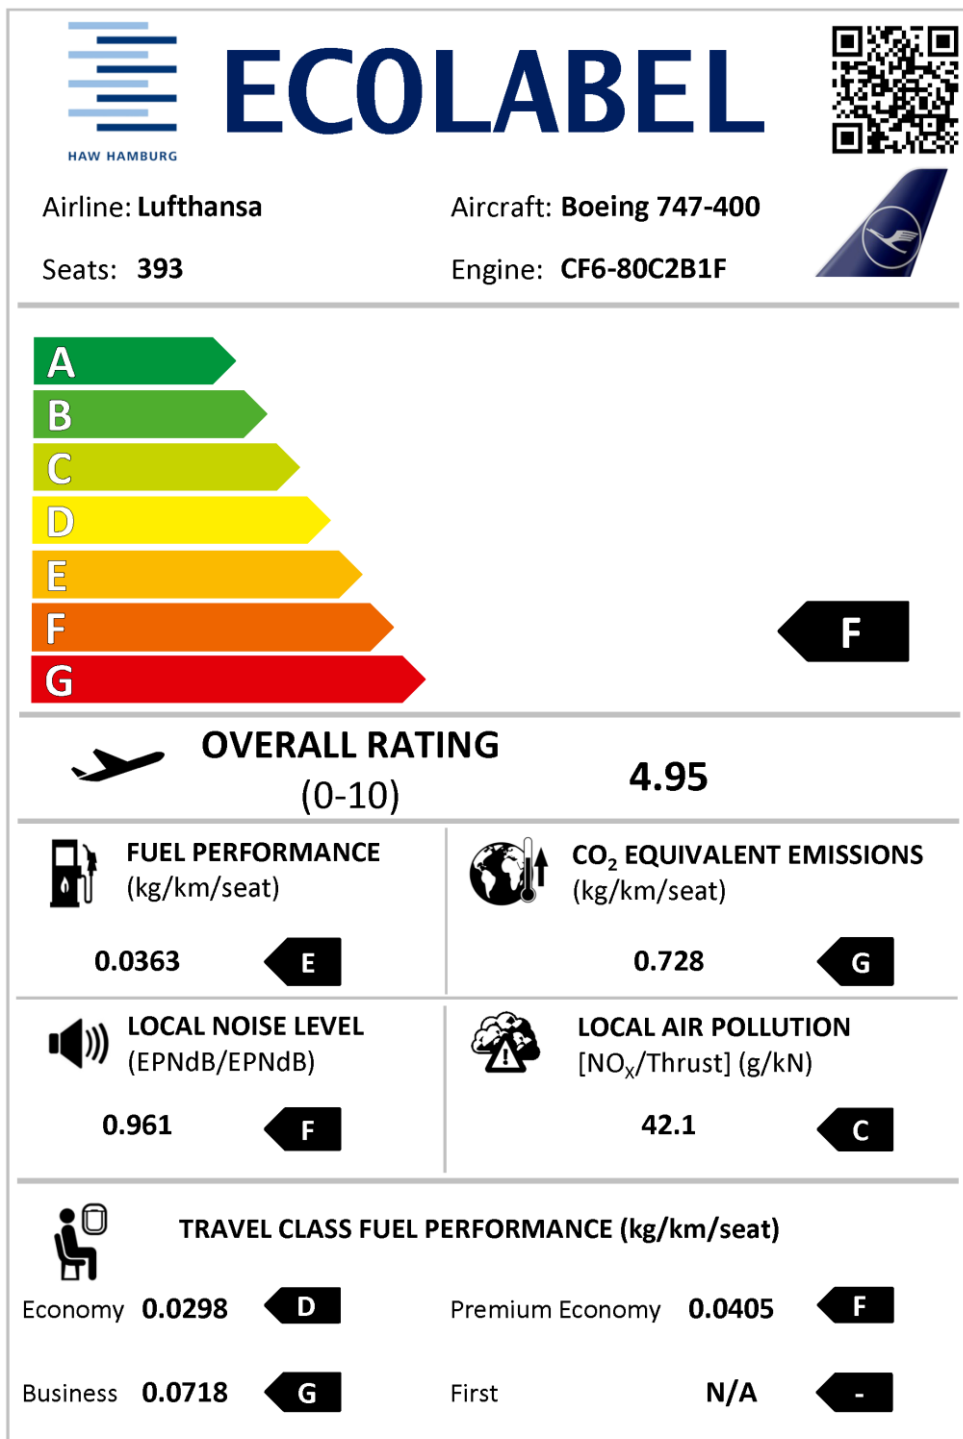 HAW HAMBURG
ECOLABEL
Airline: Lufthansa
Aircraft: Boeing 747-400
Seats: 393
Engine: CF6-80C2B1F
A
B
C
D
E
F
G
F
OVERALL RATING
(0-10)
4.95
FUEL PERFORMANCE
(kg/km/seat)
0.0363 E
CO₂ EQUIVALENT EMISSIONS
(kg/km/seat)
0.728 G
LOCAL NOISE LEVEL
(EPNdB/EPNdB)
0.961 F
LOCAL AIR POLLUTION
[NOₓ/Thrust] (g/kN)
42.1 C
TRAVEL CLASS FUEL PERFORMANCE (kg/km/seat)
Economy 0.0298 D
Premium Economy 0.0405 F
Business 0.0718 G
First N/A -